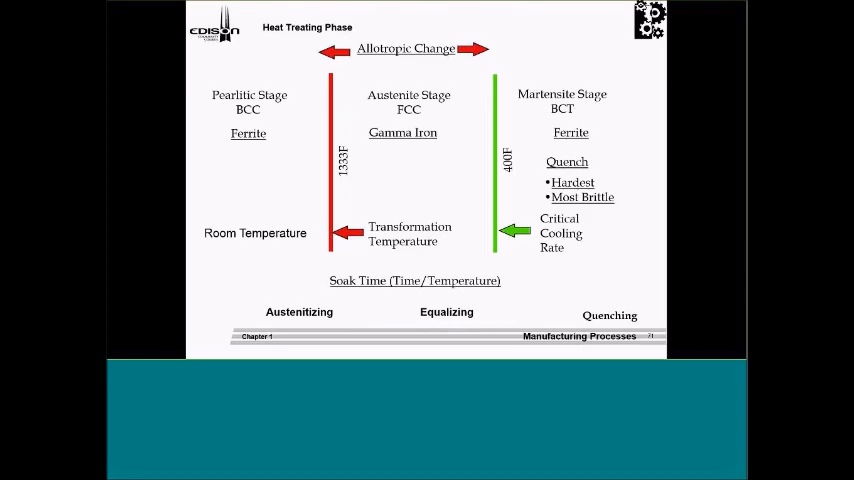 EDISON
Heat Treating Phase
Allotropic Change
Pearlitic Stage
BCC
Ferrite
Austenite Stage
FCC
Gamma Iron
Martensite Stage
BCT
Ferrite
1333F
400F
Quench
•Hardest
•Most Brittle
Room Temperature
Transformation
Temperature
Critical
Cooling
Rate
Soak Time (Time/Temperature)
Austenitizing
Equalizing
Quenching
Chapter 1
Manufacturing Processes
71